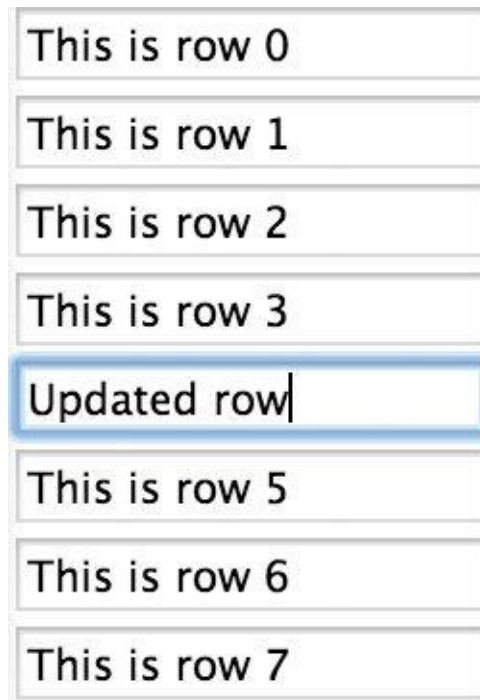 This is row 0
This is row 1
This is row 2
This is row 3
Updated row
This is row 5
This is row 6
This is row 7